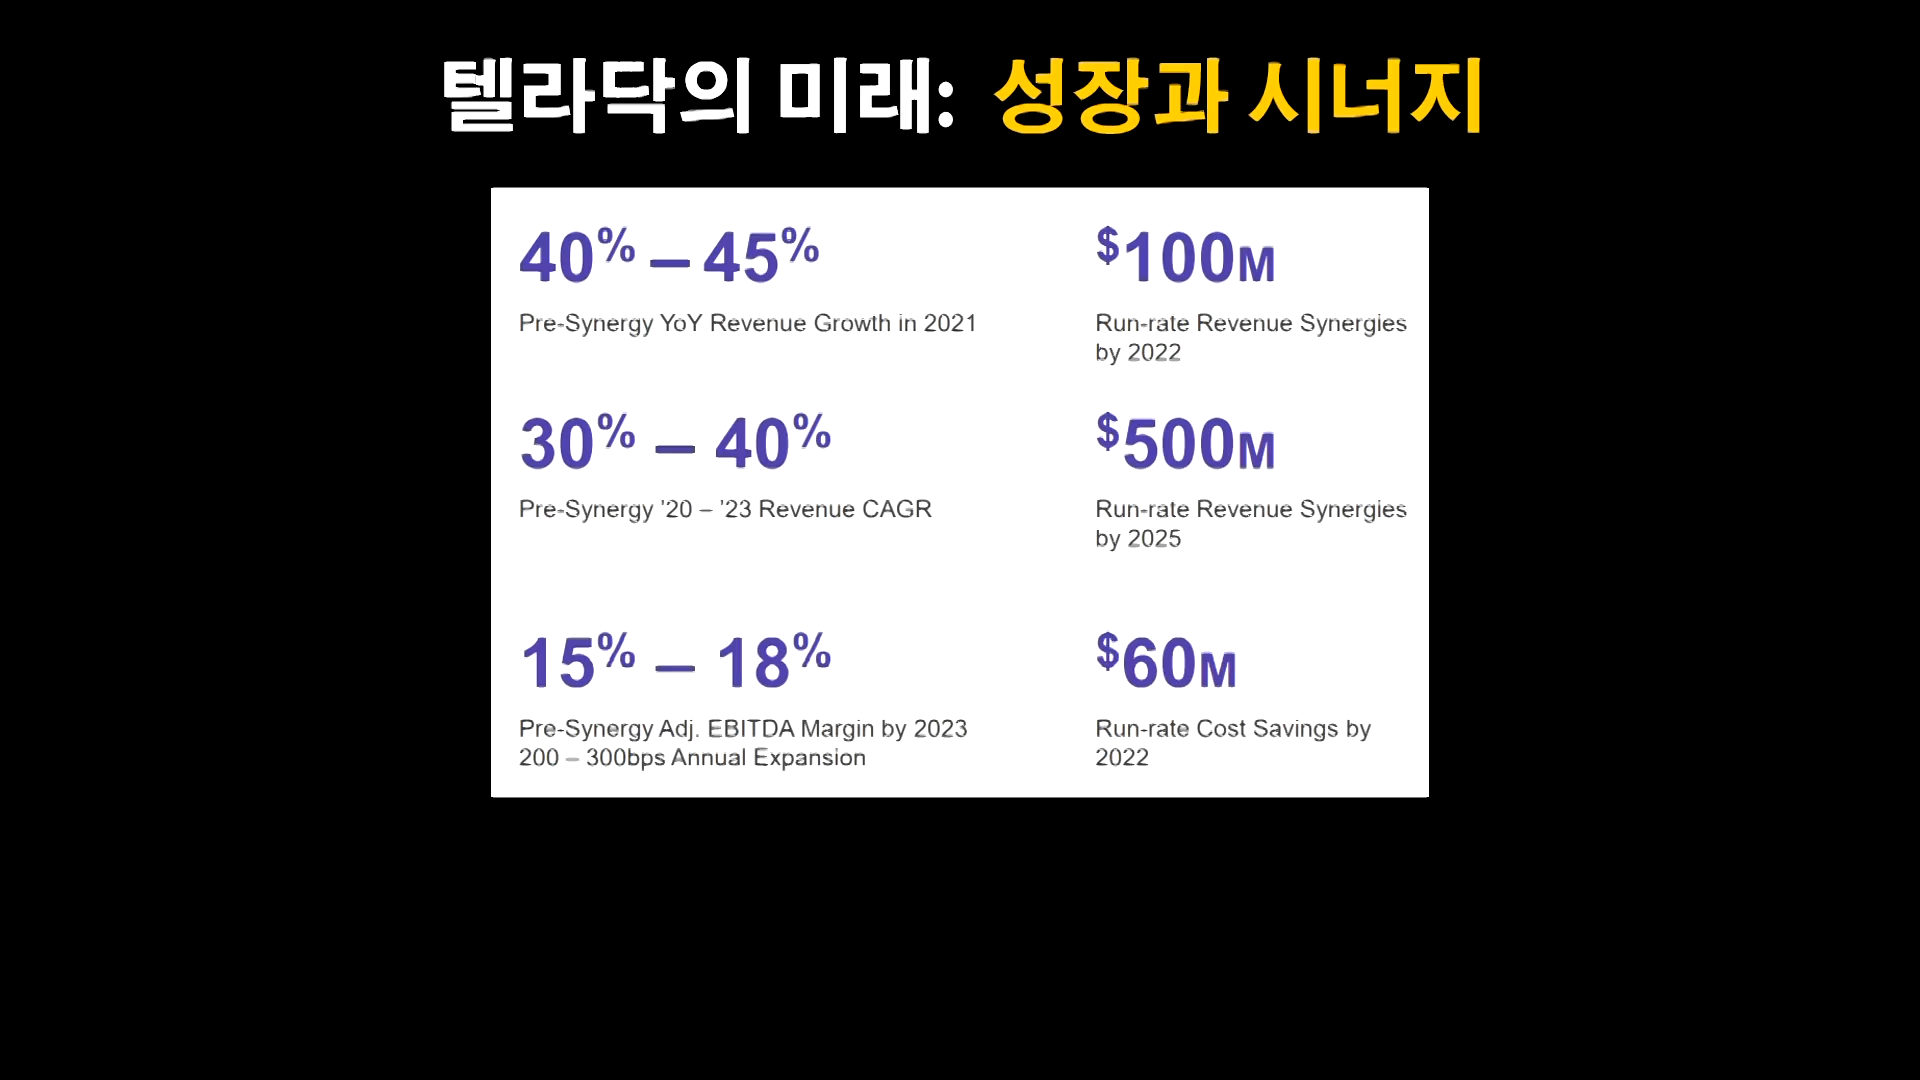 텔라닥의 미래: 성장과 시너지
40% – 45%
Pre-Synergy YoY Revenue Growth in 2021
$100M
Run-rate Revenue Synergies
by 2022
30% – 40%
Pre-Synergy ’20 – ’23 Revenue CAGR
$500M
Run-rate Revenue Synergies
by 2025
15% – 18%
Pre-Synergy Adj. EBITDA Margin by 2023
200 – 300bps Annual Expansion
$60M
Run-rate Cost Savings by
2022